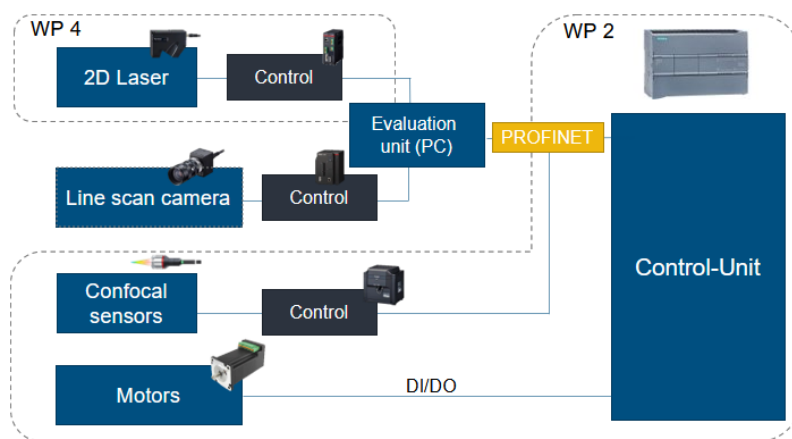 WP 4
WP 2
2D Laser
Control
Evaluation
unit (PC)
PROFINET
Line scan camera
Control
Control-Unit
Confocal
sensors
Control
Motors
DI/DO